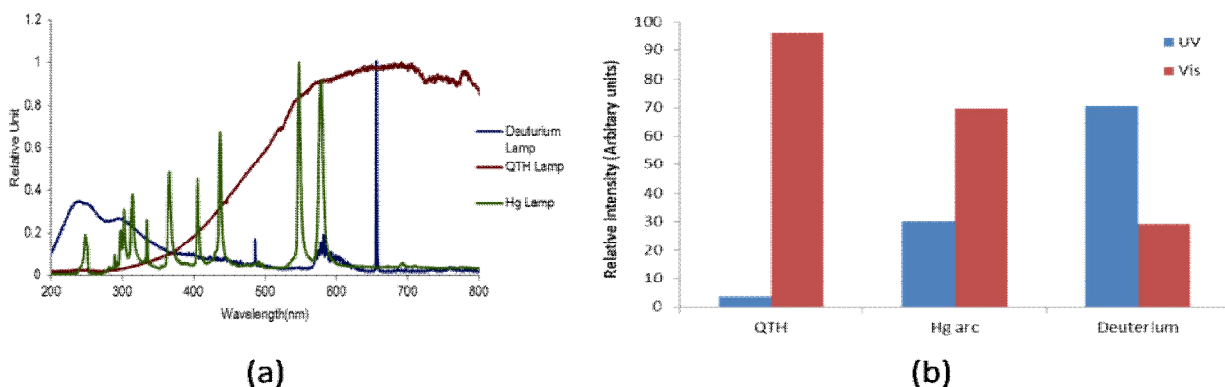 1.2
1
0.8
0.6
0.4
0.2
0
Relative Unit
200 300 400 500 600 700 800
Wavelength(nm)
Deuturium Lamp
QTH Lamp
Hg Lamp
(a)
100
90
80
70
60
50
40
30
20
10
0
Relative Intensity (Arbitary units)
UV
Vis
QTH Hg arc Deuterium
(b)